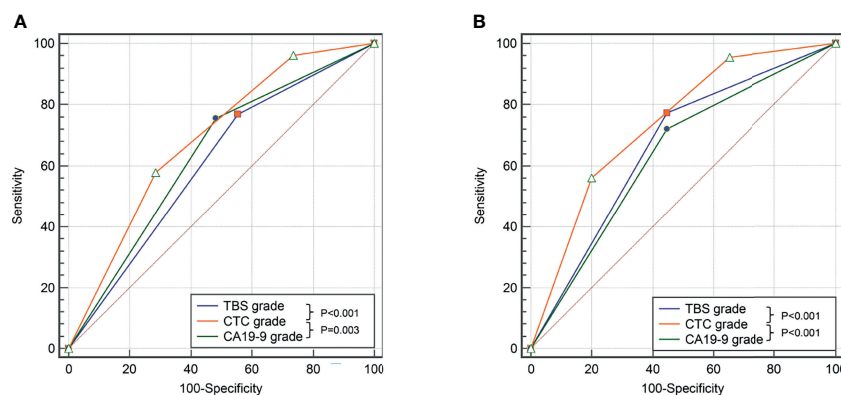 A
100
80
60
40
20
0
Sensitivity
0 20 40 60 80 100
100-Specificity
TBS grade
CTC grade
CA19-9 grade
P<0.001
P=0.003
B
100
80
60
40
20
0
Sensitivity
0 20 40 60 80 100
100-Specificity
TBS grade
CTC grade
CA19-9 grade
P<0.001
P<0.001